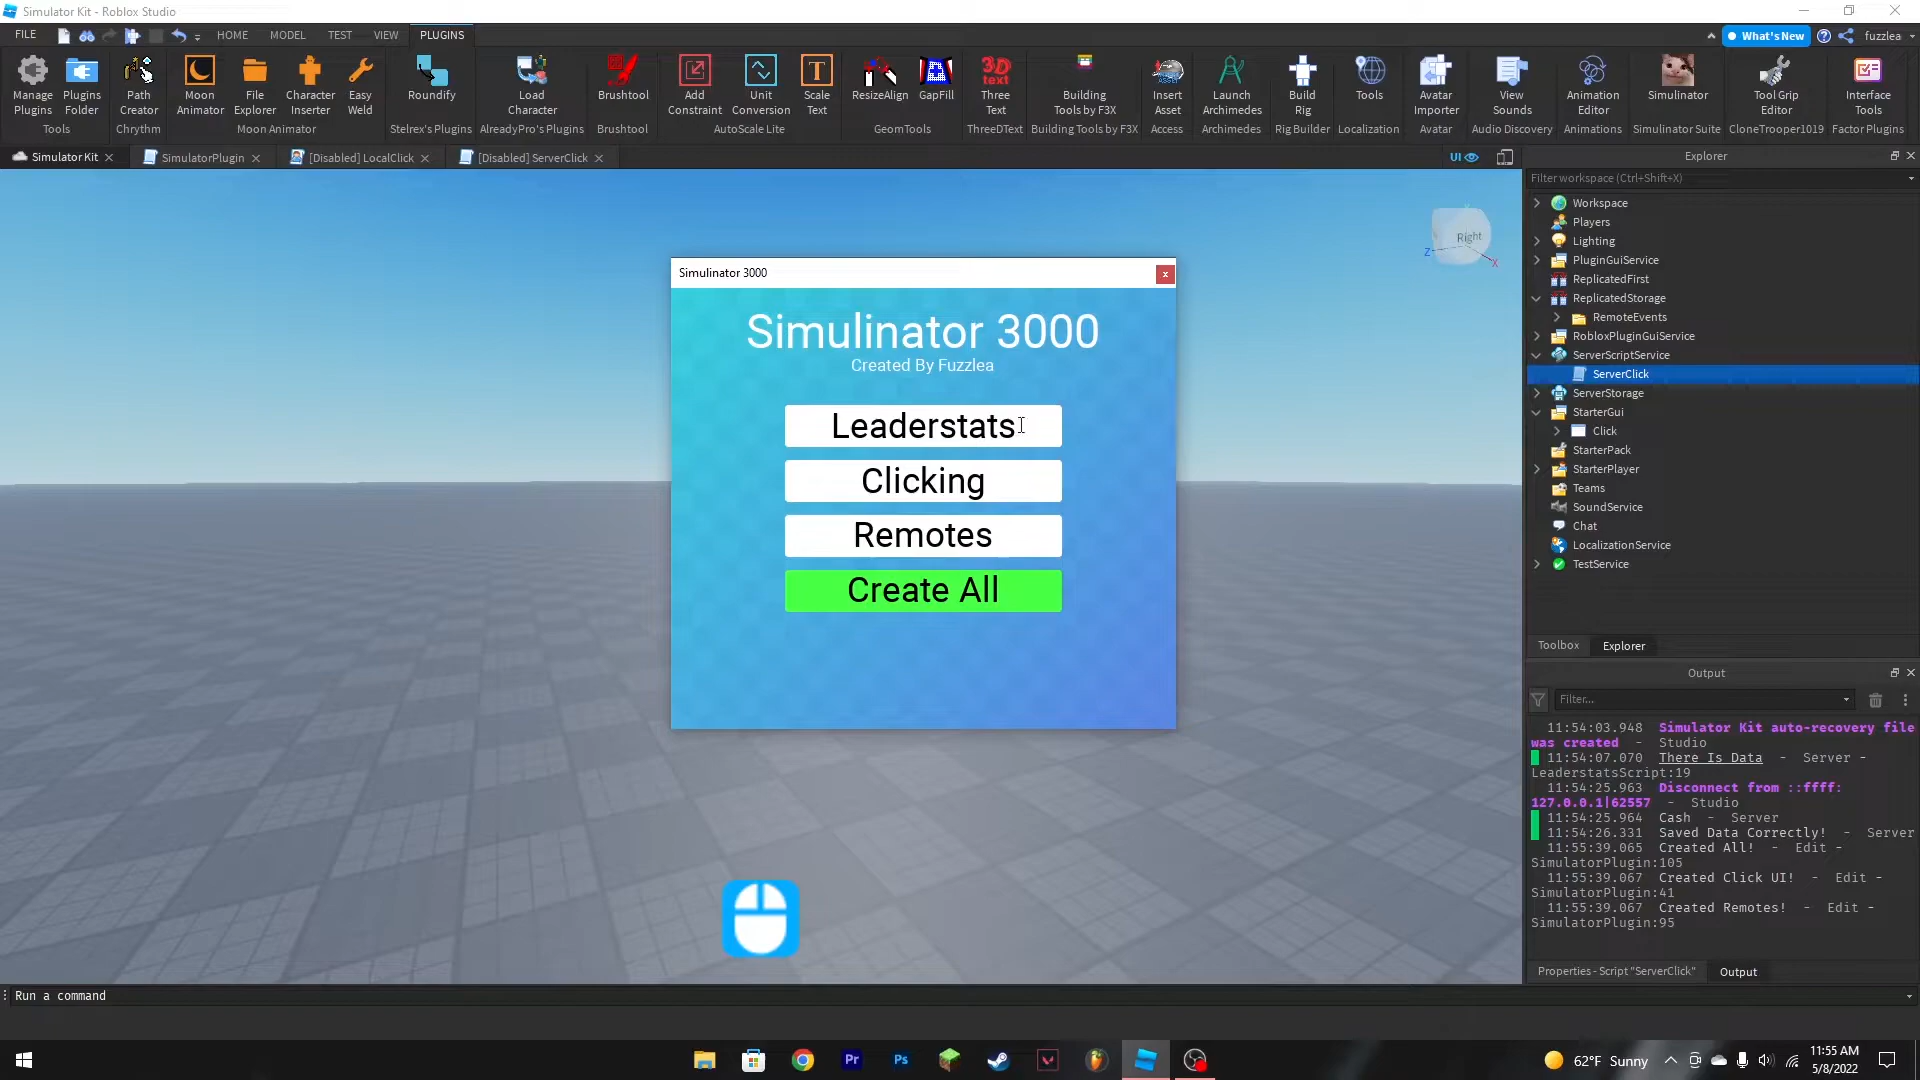 Simulator Kit - Roblox Studio
FILE
HOME
MODEL
TEST
VIEW
PLUGINS
What's New
fuzzlea
Manage Plugins
Plugins Folder
Path Creator
Moon Animator
File Explorer
Character Inserter
Easy Weld
Roundify
Load Character
Brushtool
Add Constraint
Unit Conversion
Scale Text
ResizeAlign
GapFill
3D text
Three Text
Building Tools by F3X
Insert Asset
Launch Archimedes
Build Rig
Tools
Avatar Importer
View Sounds
Animation Editor
Simulinator
Tool Grip Editor
Interface Tools
Tools
Chrythm
Moon Animator
Stelrex's Plugins
AlreadyPro's Plugins
Brushtool
AutoScale Lite
GeomTools
ThreeDText
Building Tools by F3X
Access
Archimedes
Rig Builder
Localization
Avatar
Audio Discovery
Animations
Simulinator Suite
CloneTrooper1019
Factor Plugins
Simulator Kit
SimulatorPlugin
[Disabled] LocalClick
[Disabled] ServerClick
UI
Explorer
Filter workspace (Ctrl+Shift+X)
Workspace
Players
Lighting
PluginGuiService
ReplicatedFirst
ReplicatedStorage
RemoteEvents
RobloxPluginGuiService
ServerScriptService
ServerClick
ServerStorage
StarterGui
Click
StarterPack
StarterPlayer
Teams
SoundService
Chat
LocalizationService
TestService
Toolbox
Explorer
Right
Y
Z
X
Simulinator 3000
x
Simulinator 3000
Created By Fuzzlea
Leaderstats
Clicking
Remotes
Create All
Output
Filter...
11:54:03.948 Simulator Kit auto-recovery file
was created - Studio
11:54:07.070 There Is Data - Server -
LeaderstatsScript:19
11:54:25.963 Disconnect from ::ffff:
127.0.0.1|62557 - Studio
11:54:25.964 Cash - Server
11:54:26.331 Saved Data Correctly! - Server
11:55:39.065 Created All! - Edit -
SimulatorPlugin:105
11:55:39.067 Created Click UI! - Edit -
SimulatorPlugin:41
11:55:39.067 Created Remotes! - Edit -
SimulatorPlugin:95
Properties - Script "ServerClick"
Output
Run a command
Pr
Ps
62°F Sunny
11:55 AM
5/8/2022